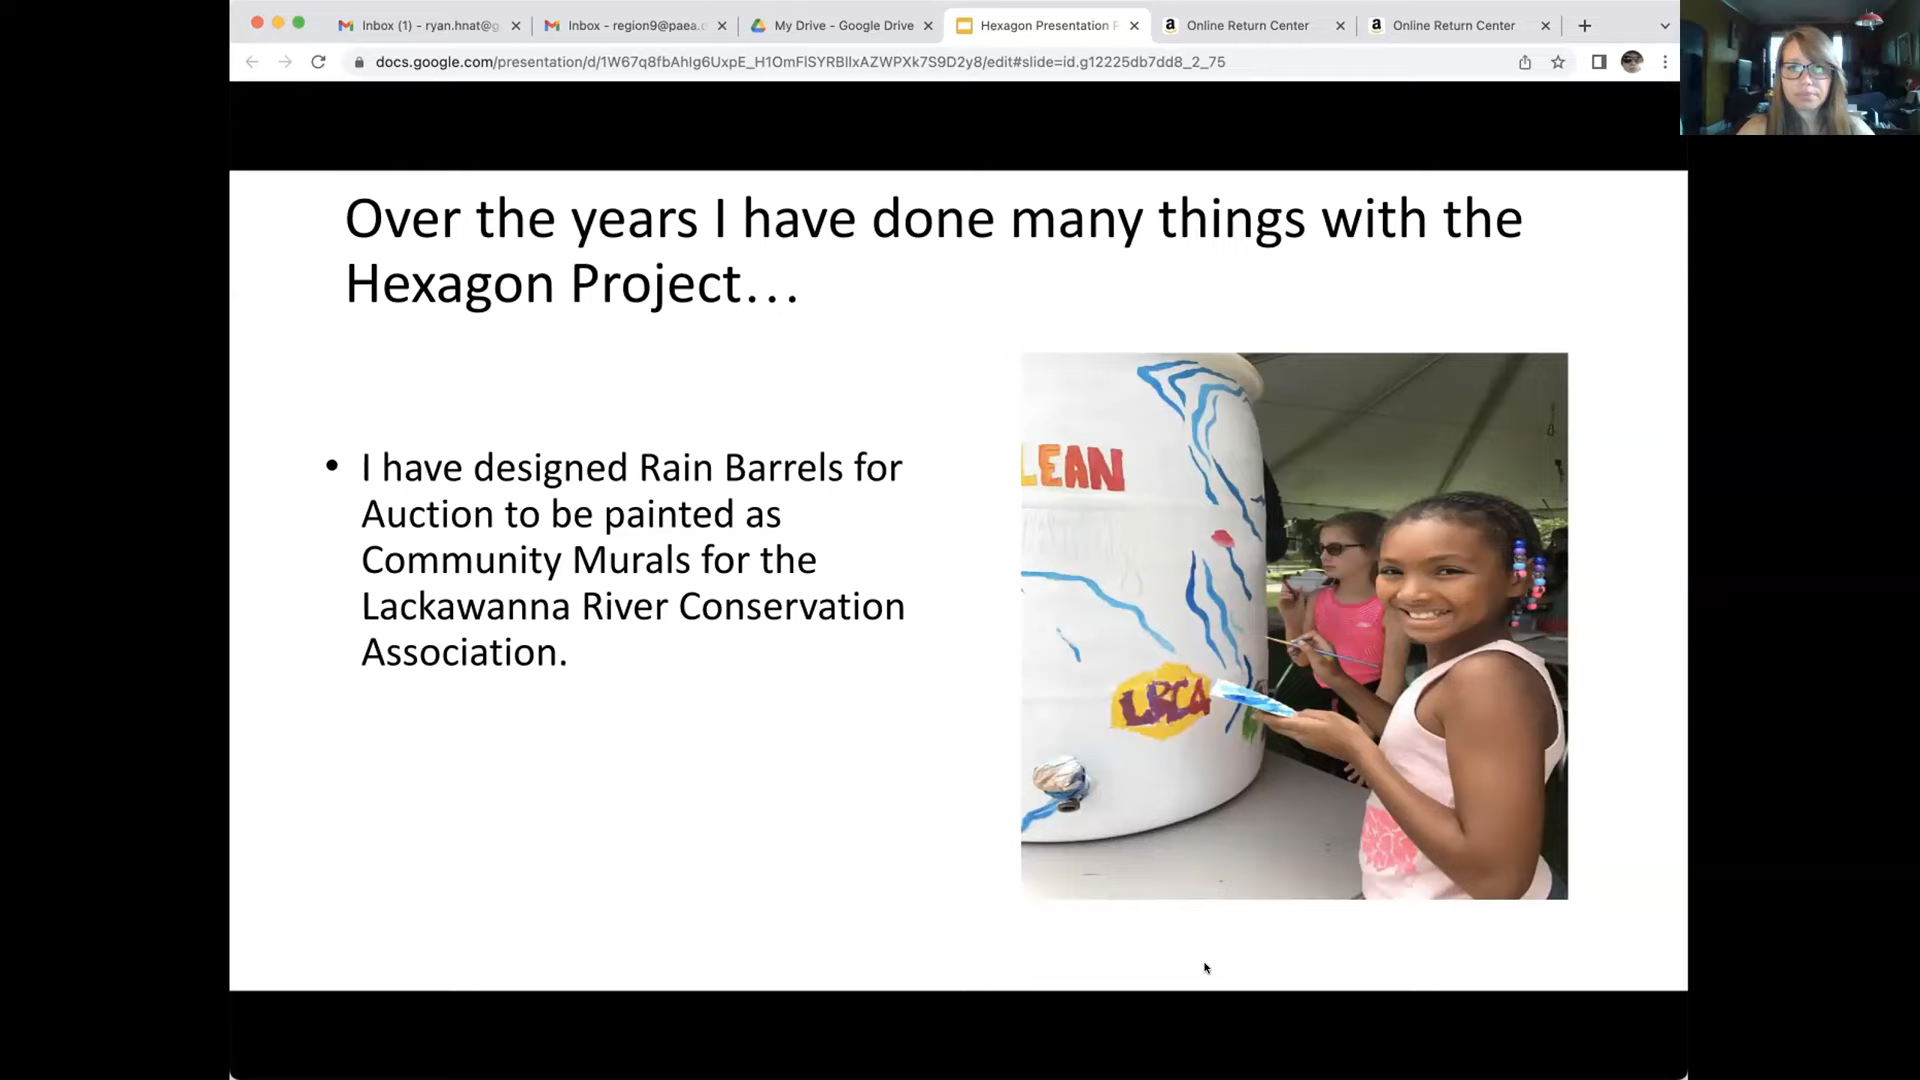 Inbox (1) - ryan.hnat@g
Inbox - region9@paea.o
My Drive - Google Drive
Hexagon Presentation P
Online Return Center
Online Return Center
docs.google.com/presentation/d/1W67q8fbAhIg6UxpE_H1OmFlSYRBIlxAZWPXk7S9D2y8/edit#slide=id.g12225db7dd8_2_75
Over the years I have done many things with the
Hexagon Project...
• I have designed Rain Barrels for
Auction to be painted as
Community Murals for the
Lackawanna River Conservation
Association.
LEAN
LRCA